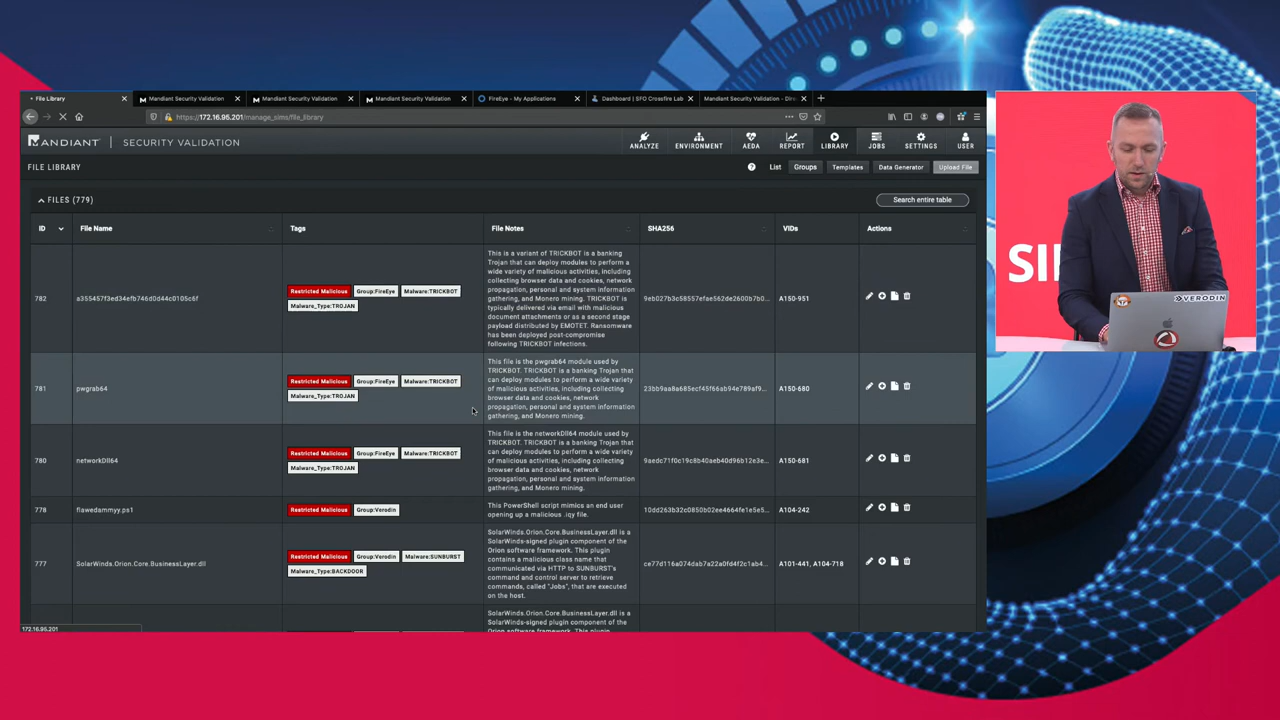 File Library
Mandiant Security Validation
Mandiant Security Validation
Mandiant Security Validation
FireEye - My Applications
Dashboard | SFO Crossfire Lab
Mandiant Security Validation - Dire
https://172.16.95.201/manage_sims/file_library
MANDIANT | SECURITY VALIDATION
ANALYZE
ENVIRONMENT
AEDA
REPORT
LIBRARY
JOBS
SETTINGS
USER
FILE LIBRARY
List
Groups
Templates
Data Generator
Upload File
FILES (779)
Search entire table
ID
File Name
Tags
File Notes
SHA256
VIDs
Actions
782
a355457f3ed34efb746d0d44c0105c6f
Restricted Malicious
Group:FireEye
Malware:TRICKBOT
Malware_Type:TROJAN
This is a variant of TRICKBOT is a banking
Trojan that can deploy modules to perform a
wide variety of malicious activities, including
collecting browser data and cookies, network
propagation, personal and system information
gathering, and Monero mining. TRICKBOT is
typically delivered via email with malicious
document attachments or as a second stage
payload distributed by EMOTET. Ransomware
has been deployed post-compromise
following TRICKBOT infections.
9eb027b3c58557efae562de2600b7b0...
A150-951
781
pwgrab64
Restricted Malicious
Group:FireEye
Malware:TRICKBOT
Malware_Type:TROJAN
This file is the pwgrab64 module used by
TRICKBOT. TRICKBOT is a banking Trojan that
can deploy modules to perform a wide variety
of malicious activities, including collecting
browser data and cookies, network
propagation, personal and system information
gathering, and Monero mining.
23bb9aa8a685ecf45f66ab94e789af9...
A150-680
780
networkDll64
Restricted Malicious
Group:FireEye
Malware:TRICKBOT
Malware_Type:TROJAN
This file is the networkDll64 module used by
TRICKBOT. TRICKBOT is a banking Trojan that
can deploy modules to perform a wide variety
of malicious activities, including collecting
browser data and cookies, network
propagation, personal and system information
gathering, and Monero mining.
9aedc71f0c19c8b40aeb40d96b12e3e...
A150-681
778
flawedammyy.ps1
Restricted Malicious
Group:Verodin
This PowerShell script mimics an end user
opening up a malicious .iqy file.
10dd263b32c0850b02ee4664fe1e5e5...
A104-242
777
SolarWinds.Orion.Core.BusinessLayer.dll
Restricted Malicious
Group:Verodin
Malware:SUNBURST
Malware_Type:BACKDOOR
SolarWinds.Orion.Core.BusinessLayer.dll is a
SolarWinds-signed plugin component of the
Orion software framework. This plugin
contains a malicious class name that
communicated via HTTP to SUNBURST's
command and control server to retrieve
commands, called "Jobs", that are executed
on the host.
ce77d116a074dab7a22a0fd4f2c1ab4...
A101-441, A104-718
SolarWinds.Orion.Core.BusinessLayer.dll is a
SolarWinds-signed plugin component of the
Orion software framework. This plugin
172.16.95.201
VERODIN